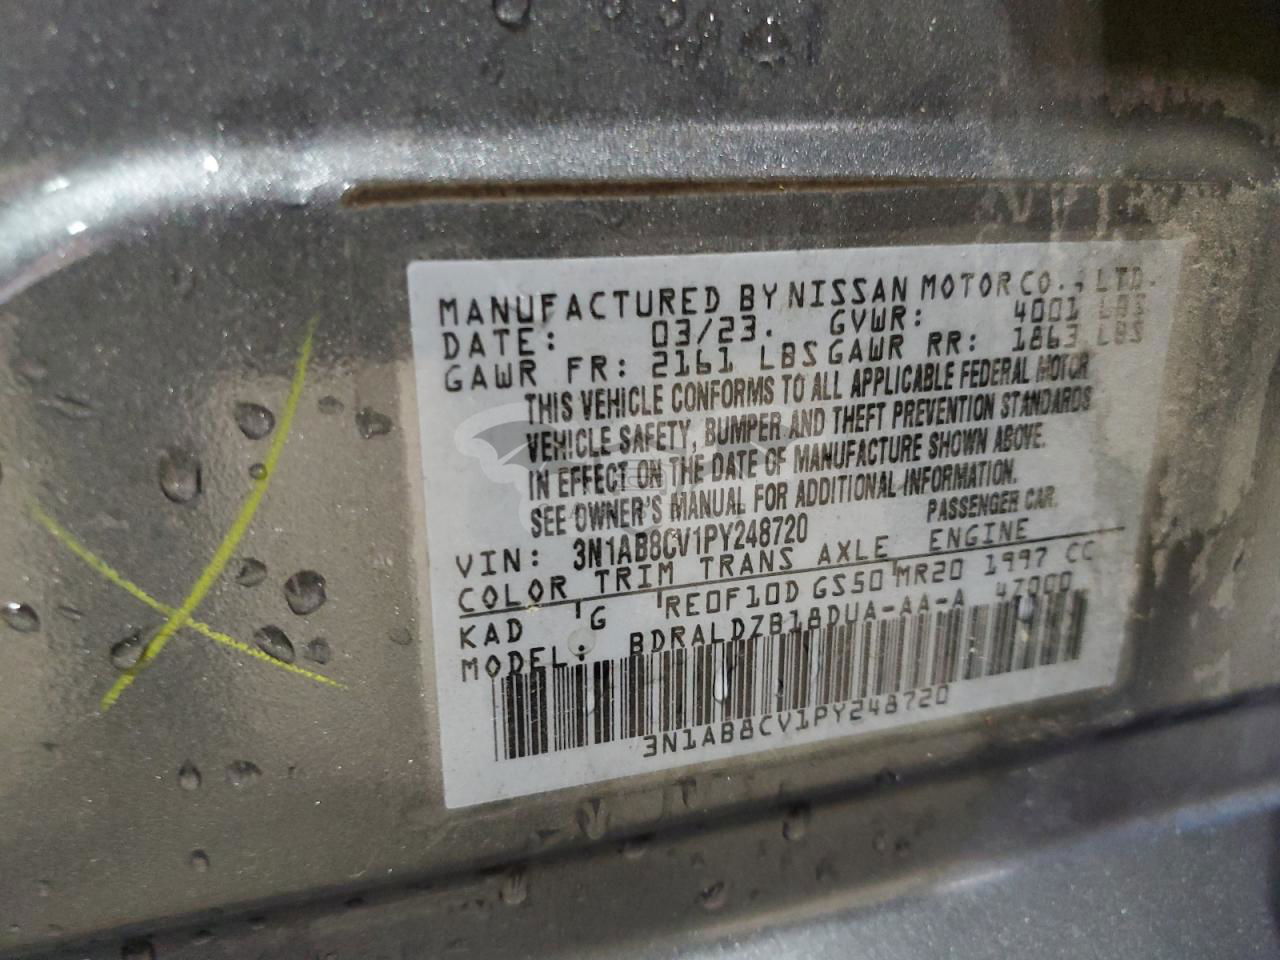 MANUFACTURED BY NISSAN MOTOR CO., LTD.
DATE: 03/23. GVWR: 4001 LBS
GAWR FR: 2161 LBS GAWR RR: 1863 LBS
THIS VEHICLE CONFORMS TO ALL APPLICABLE FEDERAL MOTOR
VEHICLE SAFETY, BUMPER AND THEFT PREVENTION STANDARDS
IN EFFECT ON THE DATE OF MANUFACTURE SHOWN ABOVE.
SEE OWNER'S MANUAL FOR ADDITIONAL INFORMATION.
VIN: 3N1AB8CV1PY248720 PASSENGER CAR.
COLOR TRIM TRANS AXLE ENGINE
KAD G RE0F10D GS50 MR20 1997 CC
MODEL: BDRALDZB18DUA-AA-A 47000
3N1AB8CV1PY248720